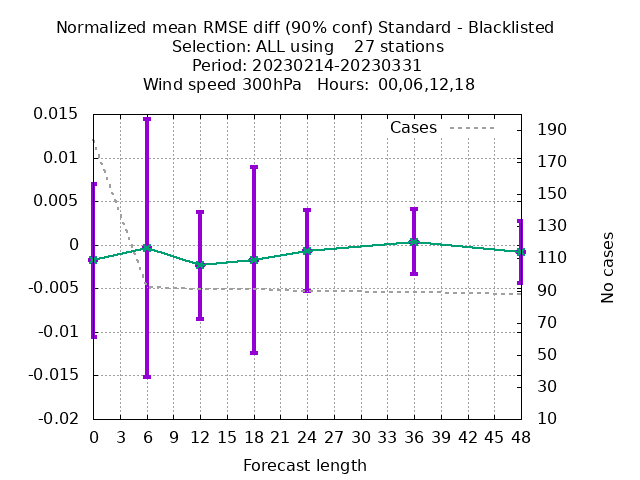 Normalized mean RMSE diff (90% conf) Standard - Blacklisted
Selection: ALL using    27 stations
Period: 20230214-20230331
Wind speed 300hPa   Hours:  00,06,12,18
0.015
0.01
0.005
0
-0.005
-0.01
-0.015
-0.02
Cases
190
170
150
130
110
90
70
50
30
10
No cases
0 3 6 9 12 15 18 21 24 27 30 33 36 39 42 45 48
Forecast length